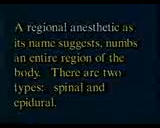 A regional anesthetic as
its name suggests, numbs
an entire region of the
body. There are two
types: spinal and
epidural.